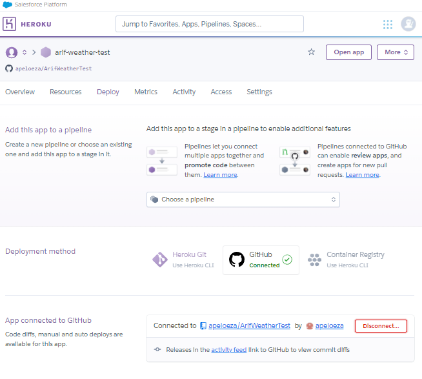 Salesforce Platform
HEROKU
Jump to Favorites, Apps, Pipelines, Spaces...
arif-weather-test
Open app
More
apeloeza/ArifWeatherTest
Overview Resources Deploy Metrics Activity Access Settings
Add this app to a pipeline
Create a new pipeline or choose an existing
one and add this app to a stage in it.
Add this app to a stage in a pipeline to enable additional features
Pipelines let you connect
multiple apps together and
promote code between
them. Learn more.
Pipelines connected to GitHub
can enable review apps, and
create apps for new pull
requests. Learn more.
Choose a pipeline
Deployment method
Heroku Git
Use Heroku CLI
GitHub
Connected
Container Registry
Use Heroku CLI
App connected to GitHub
Code diffs, manual and auto deploys are
available for this app.
Connected to apeloeza/ArifWeatherTest by apeloeza
Disconnect...
Releases in the activity feed link to GitHub to view commit diffs